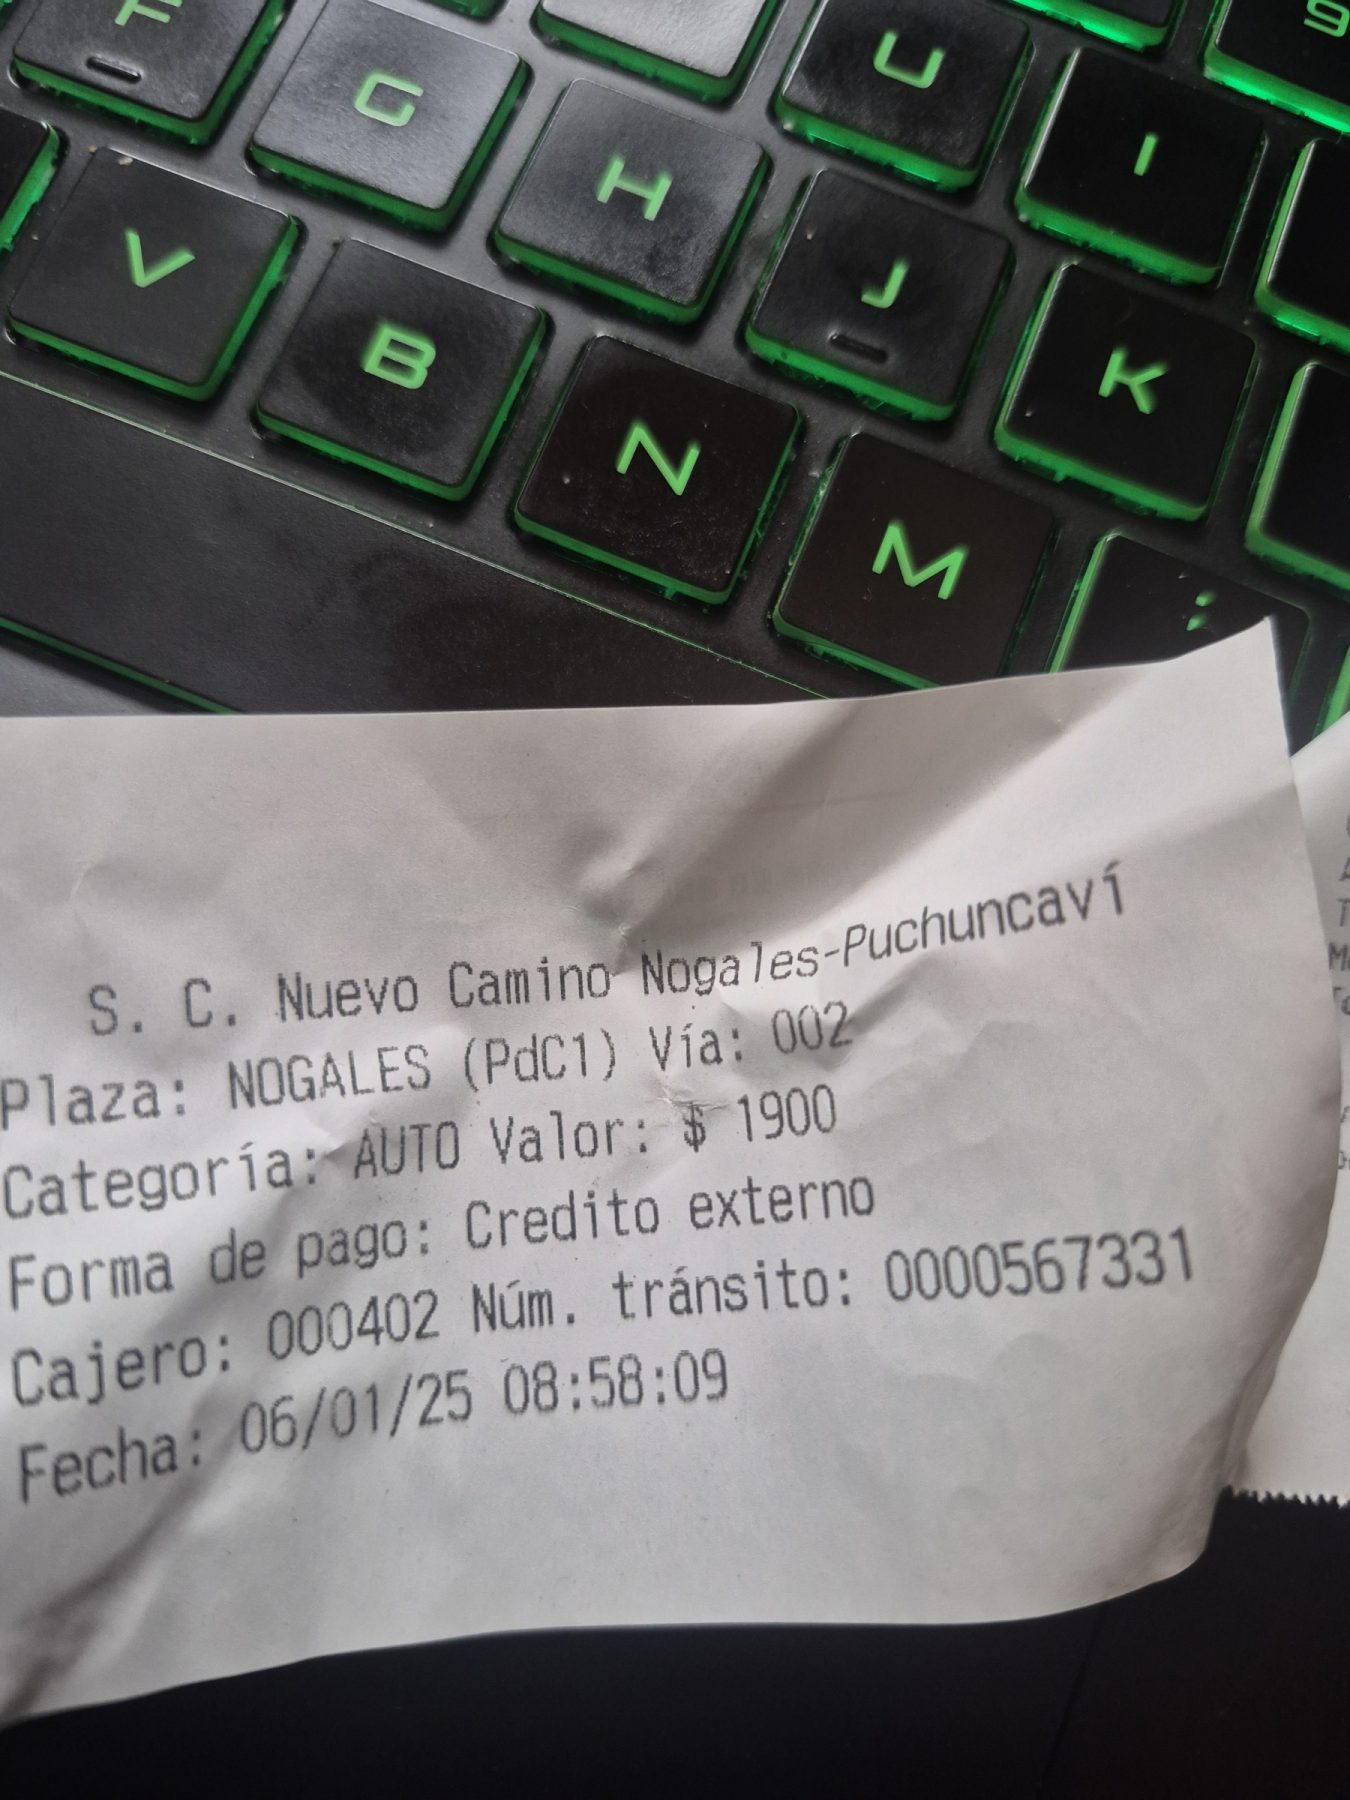 F
G
H
U
I
9
V
B
J
N
K
M
:
S. C. Nuevo Camino Nogales-Puchuncaví
Plaza: NOGALES (PdC1) Vía: 002
Categoría: AUTO Valor: $ 1900
Forma de pago: Credito externo
Cajero: 000402 Núm. tránsito: 0000567331
Fecha: 06/01/25 08:58:09